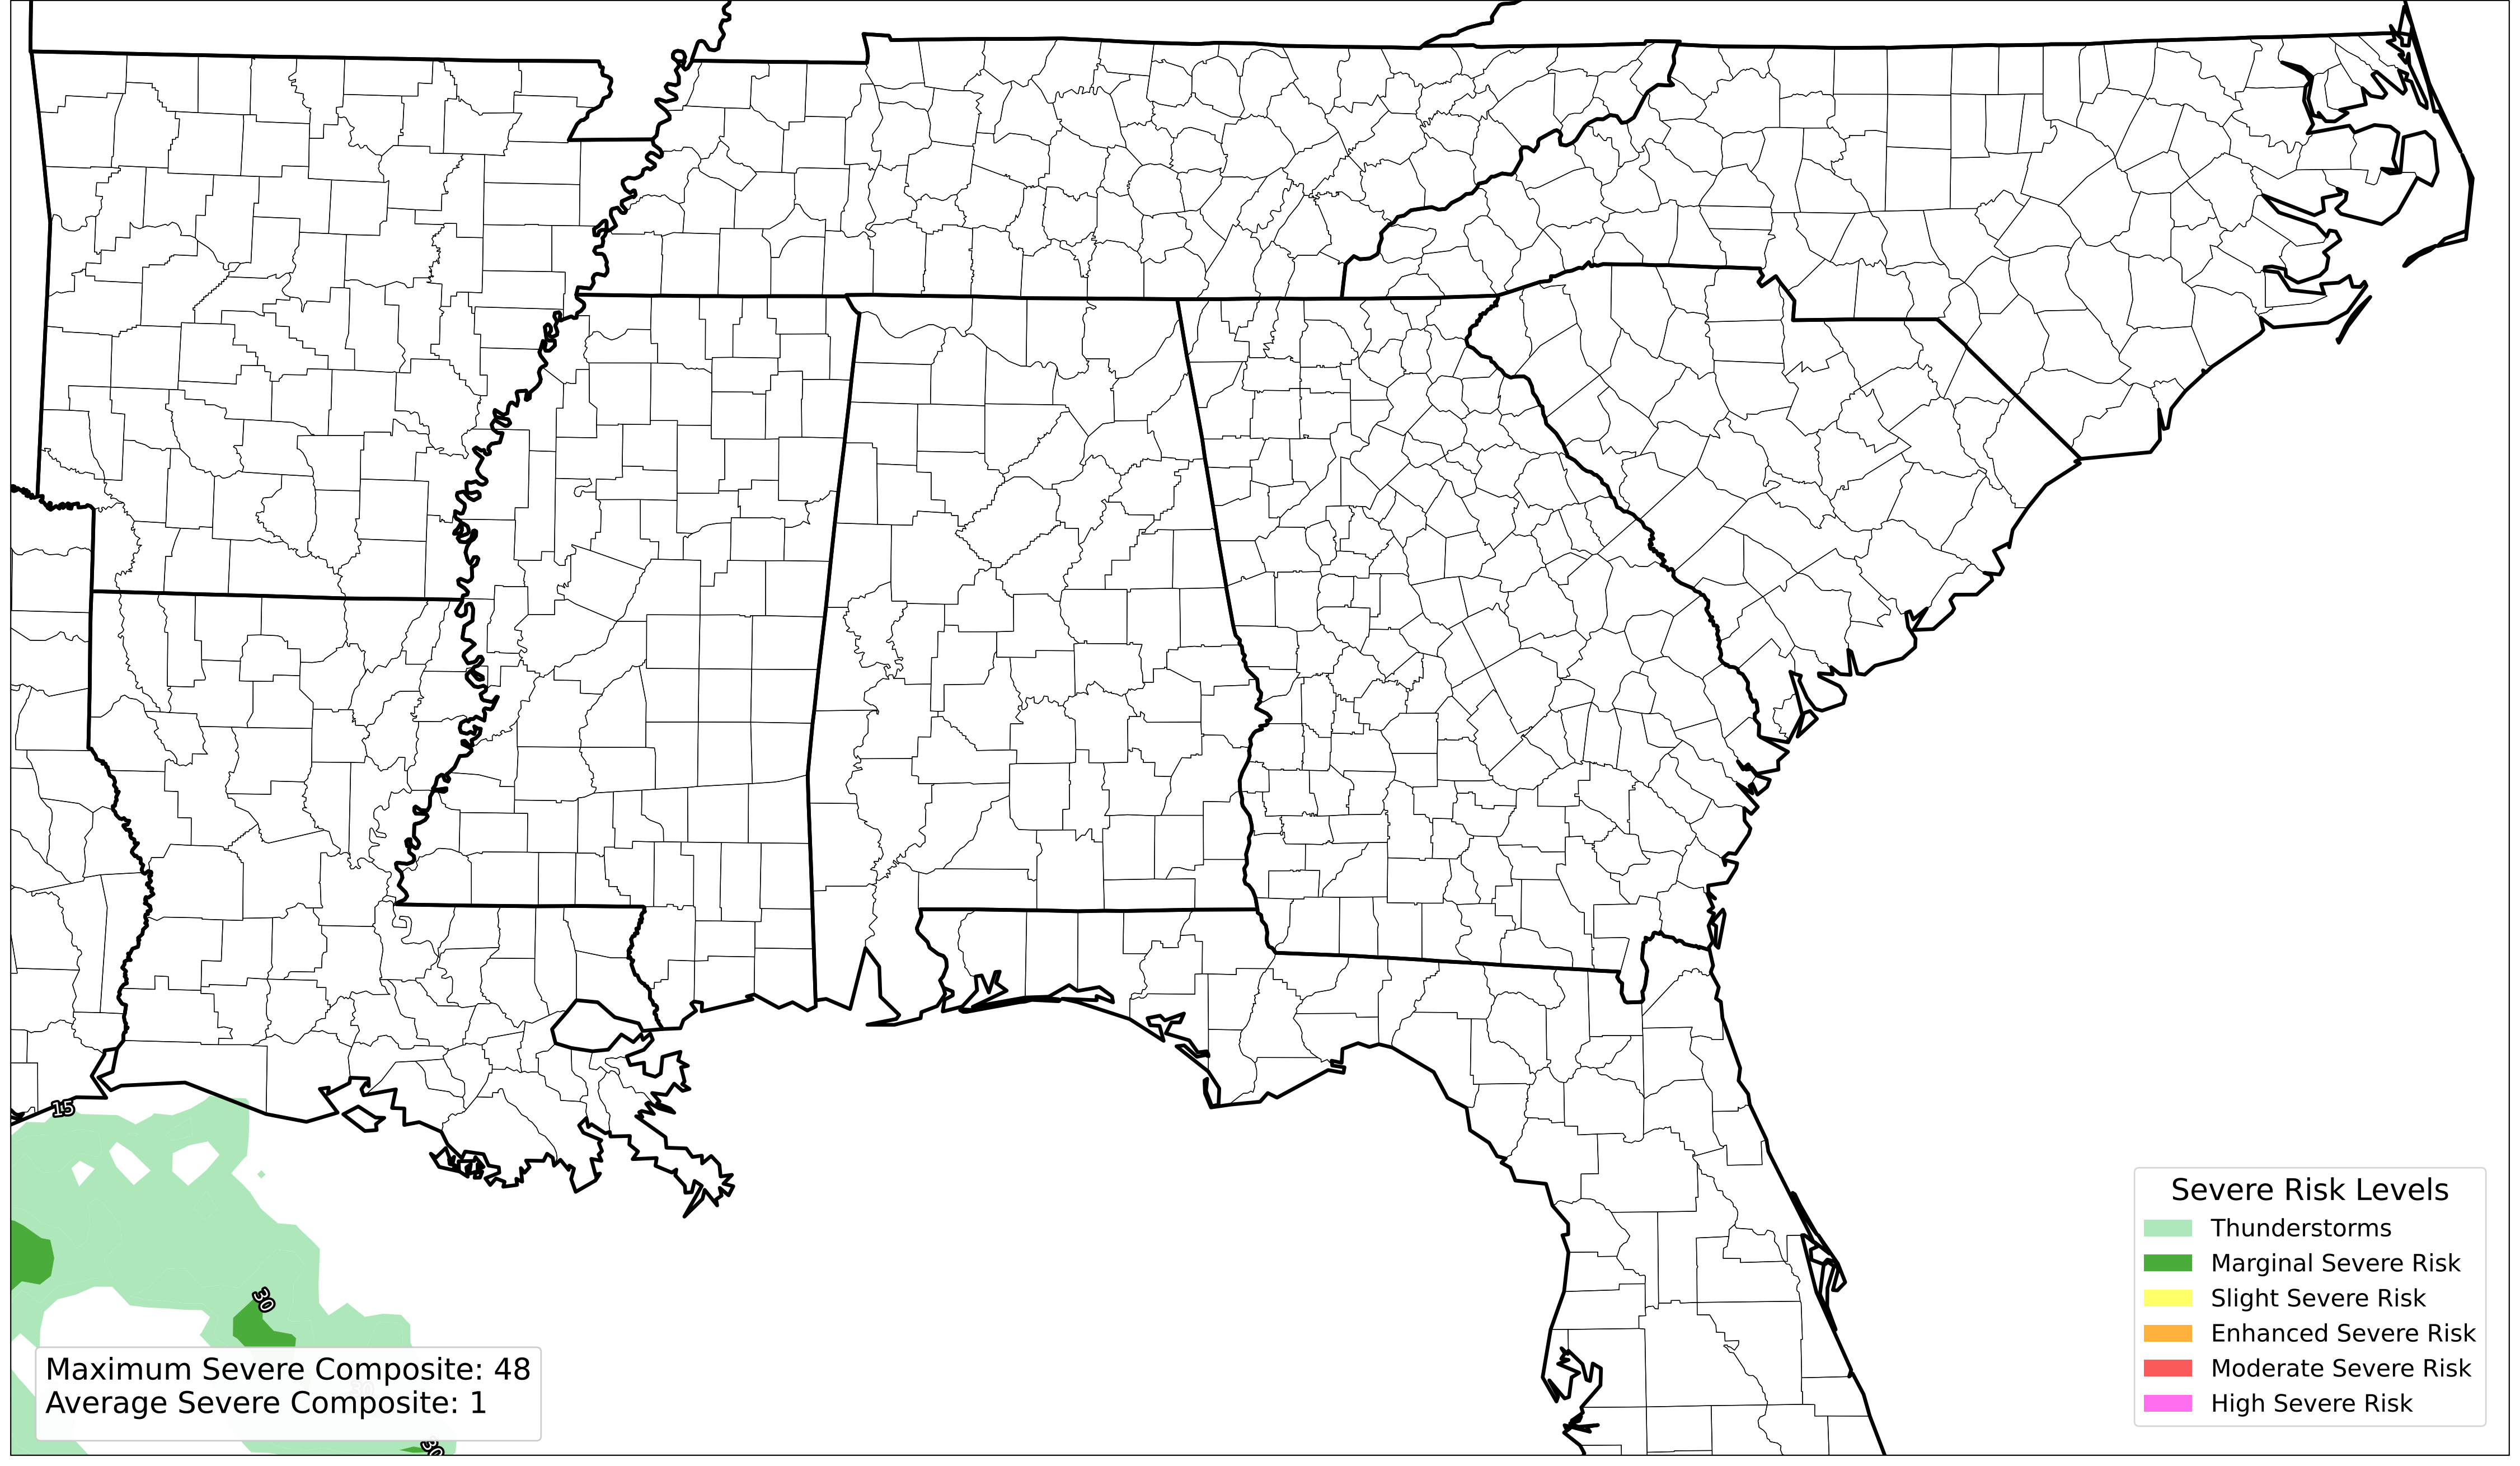 15
30
Maximum Severe Composite: 48
Average Severe Composite: 1
30
Severe Risk Levels
Thunderstorms
Marginal Severe Risk
Slight Severe Risk
Enhanced Severe Risk
Moderate Severe Risk
High Severe Risk